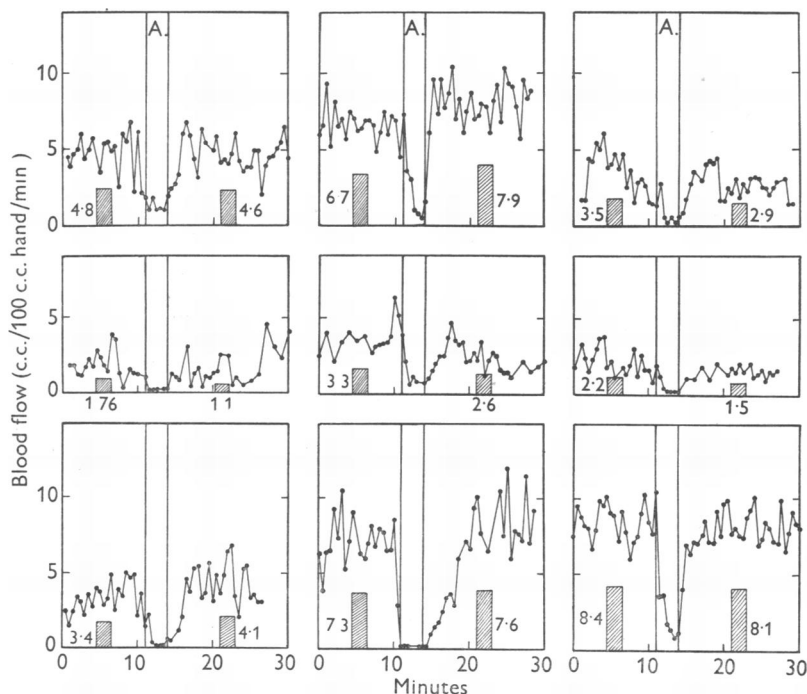 A. A. A.
10
5
4·8 4·6 6·7 7·9 3·5 2·9
0
Blood flow (c.c./100 c.c. hand/min)
5
3 3 2·2
0
1 76 1 1 2·6 1·5
10
5
3·4 4·1 7 3 7·6 8·4 8·1
0
0 10 20 30 0 10 20 30 0 10 20 30
Minutes